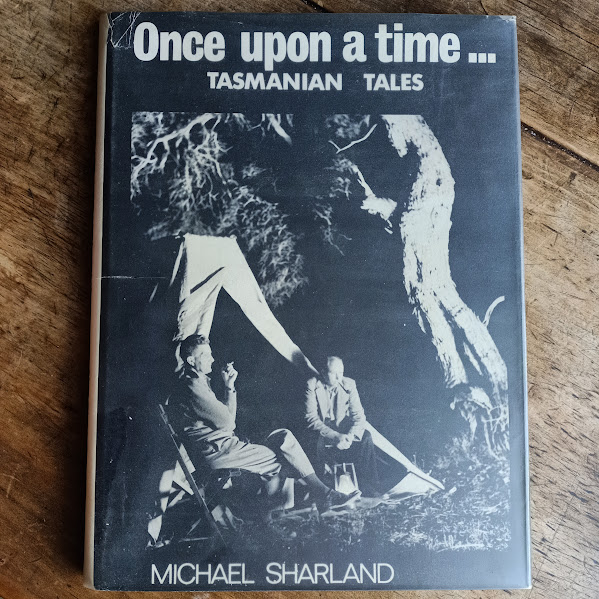 Once upon a time...
TASMANIAN TALES
MICHAEL SHARLAND